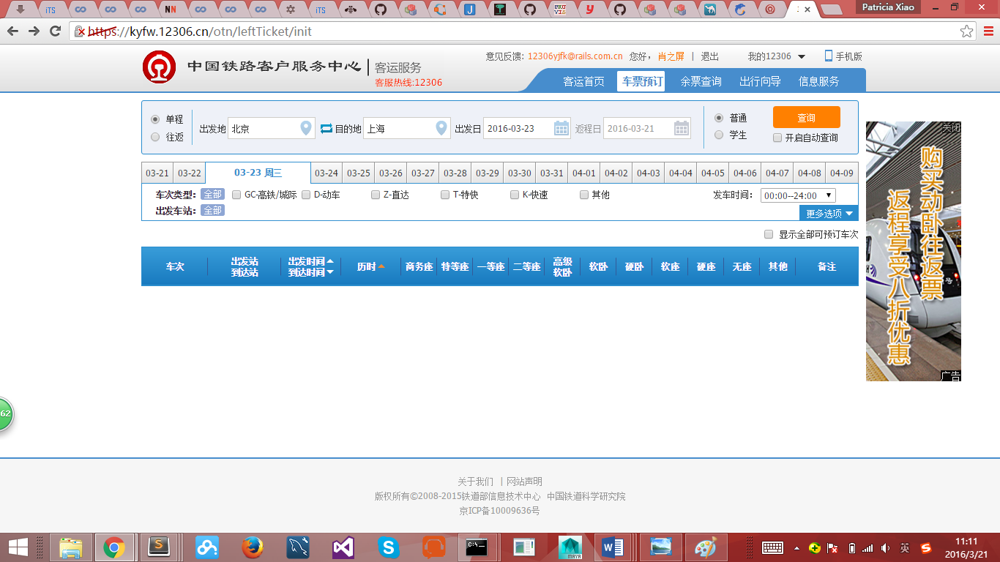 iTS
NN
iTS
PRU
VIS
Patricia Xiao
https://kyfw.12306.cn/otn/leftTicket/init
中国铁路客户服务中心
客运服务
客服热线:12306
意见反馈: 12306yjfk@rails.com.cn 您好， 肖之屏 | 退出 我的12306 手机版
客运首页 车票预订 余票查询 出行向导 信息服务
单程
往返
出发地 北京 目的地 上海 出发日 2016-03-23 返程日 2016-03-21
普通
学生
查询
开启自动查询
03-21 03-22 03-23 周三 03-24 03-25 03-26 03-27 03-28 03-29 03-30 03-31 04-01 04-02 04-03 04-04 04-05 04-06 04-07 04-08 04-09
车次类型： 全部 GC-高铁/城际 D-动车 Z-直达 T-特快 K-快速 其他 发车时间： 00:00--24:00
出发车站： 全部
更多选项
显示全部可预订车次
车次 出发站 到达站 出发时间 到达时间 历时 商务座 特等座 一等座 二等座 高级软卧 软卧 硬卧 软座 硬座 无座 其他 备注
关闭
购买动卧往返票
返程享受八折优惠
广告
62
关于我们 | 网站声明
版权所有©2008-2015铁道部信息技术中心 中国铁道科学研究院
京ICP备10009636号
C:\
MAYA
英
11:11
2016/3/21